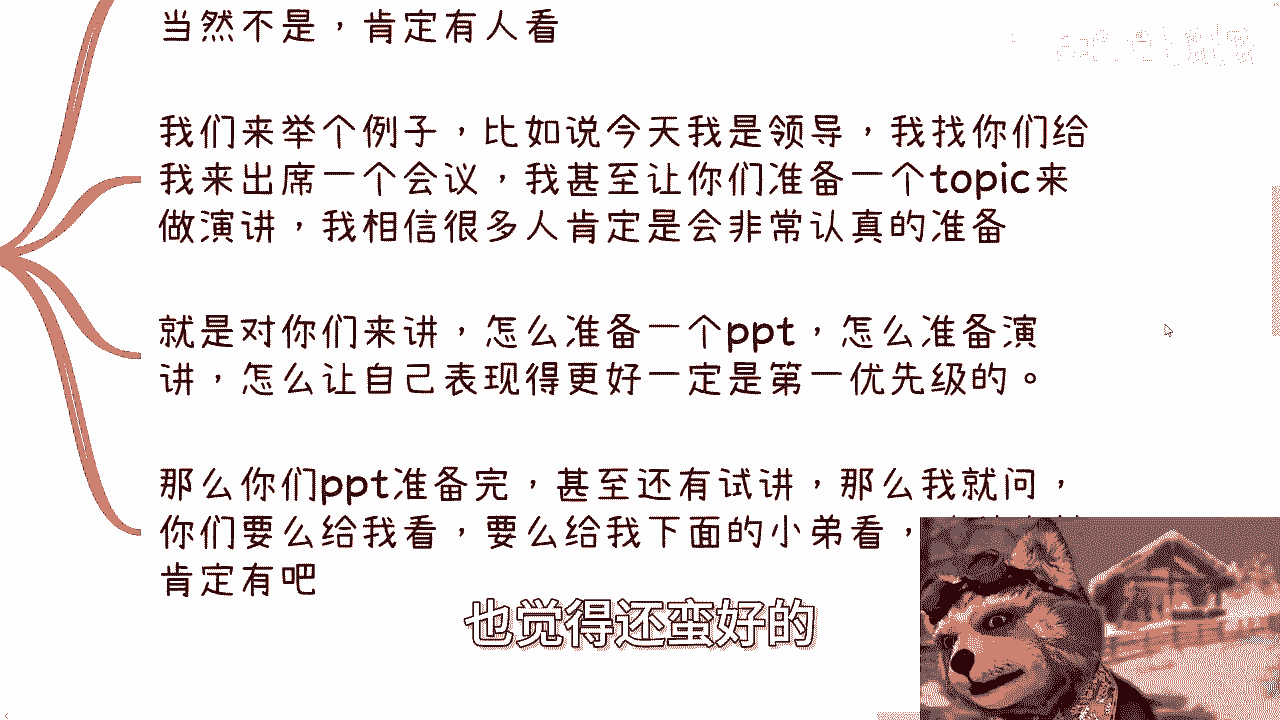 当然不是，肯定有人看
我们来举个例子，比如说今天我是领导，我找你们给
我来出席一个会议，我甚至让你们准备一个topic来
做演讲，我相信很多人肯定是会非常认真的准备
就是对你们来讲，怎么准备一个ppt，怎么准备演
讲，怎么让自己表现得更好一定是第一优先级的。
那么你们ppt准备完，甚至还有试讲，那么我就问，
你们要么给我看，要么给我下面的小弟看，
肯定有吧
也觉得还蛮好的